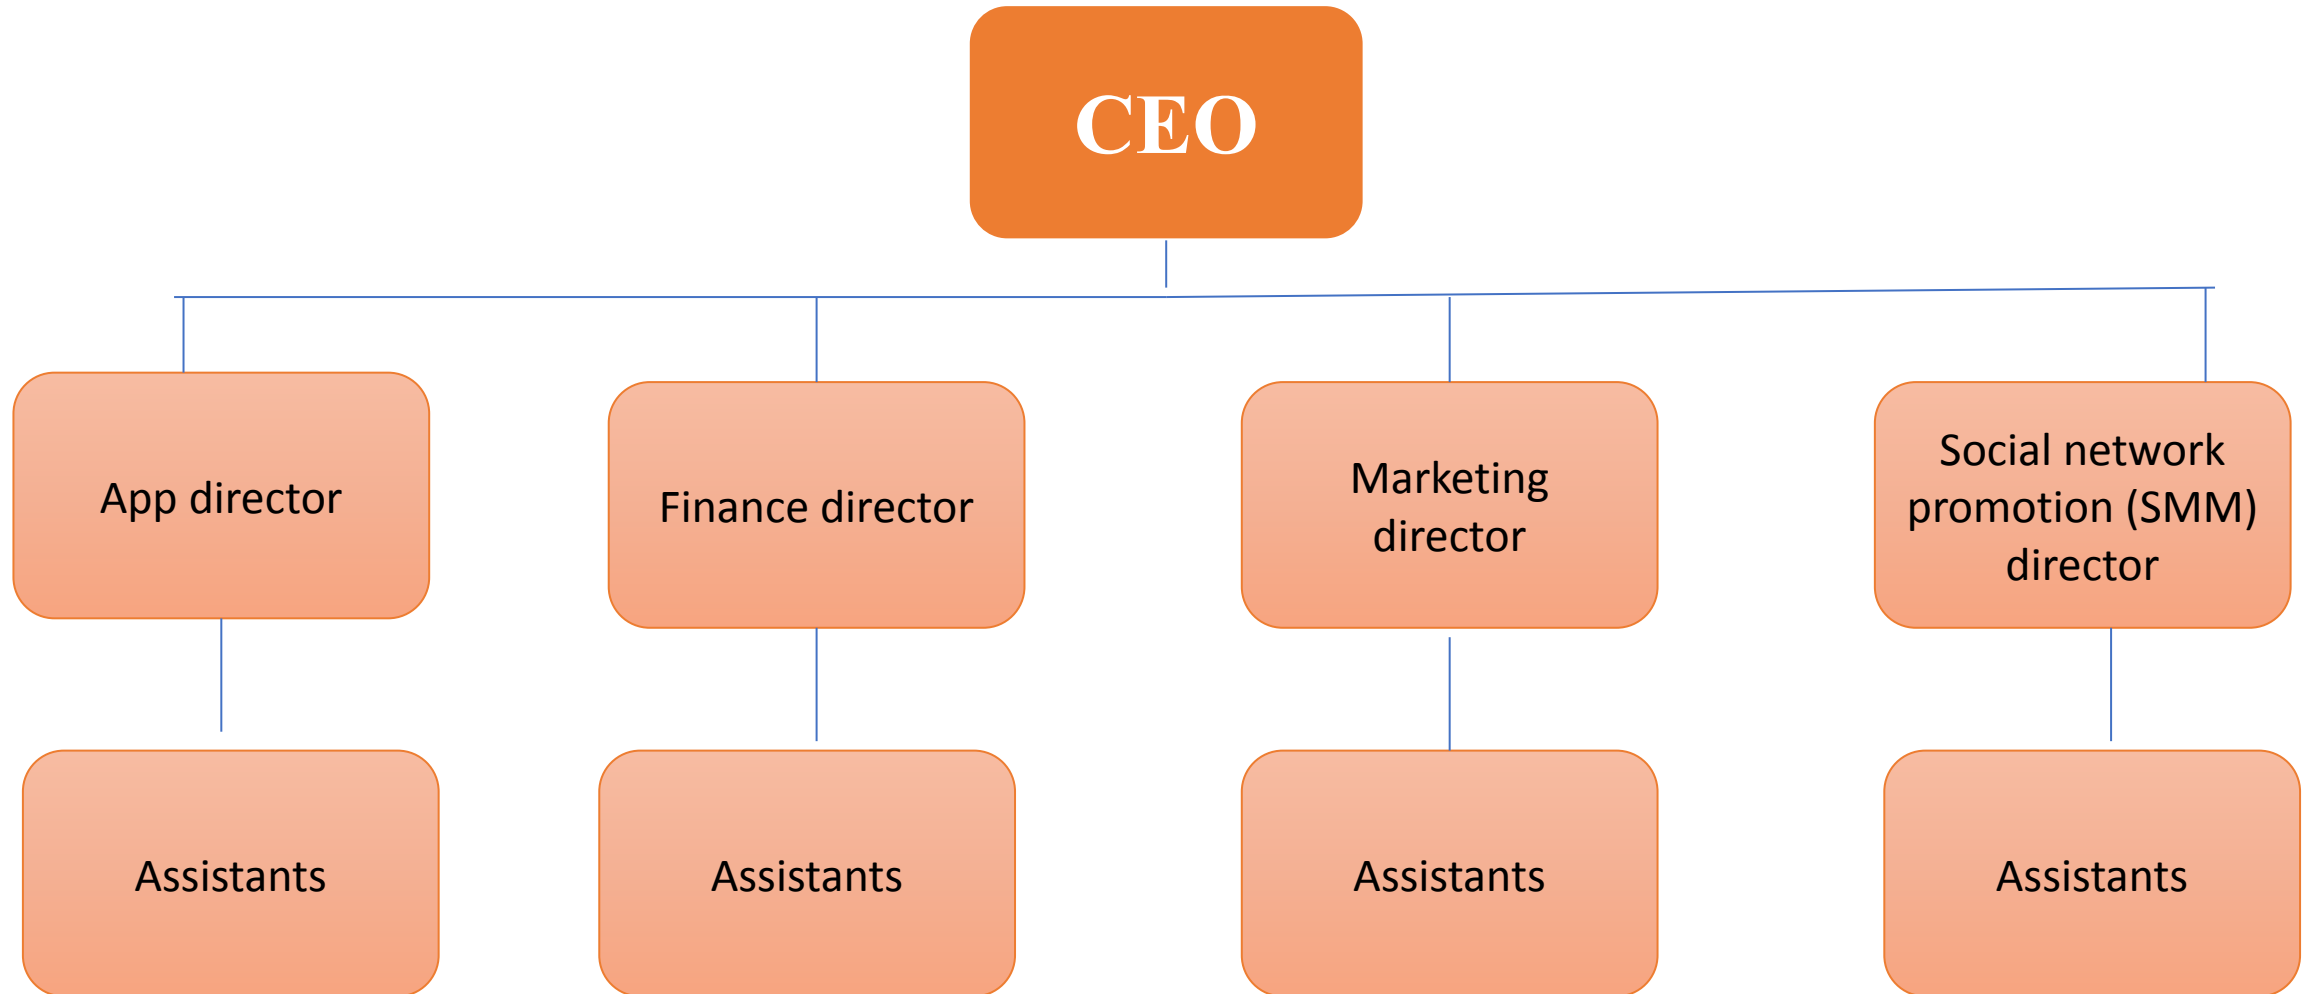 CEO
App director
Finance director
Marketing
director
Social network
promotion (SMM)
director
Assistants
Assistants
Assistants
Assistants